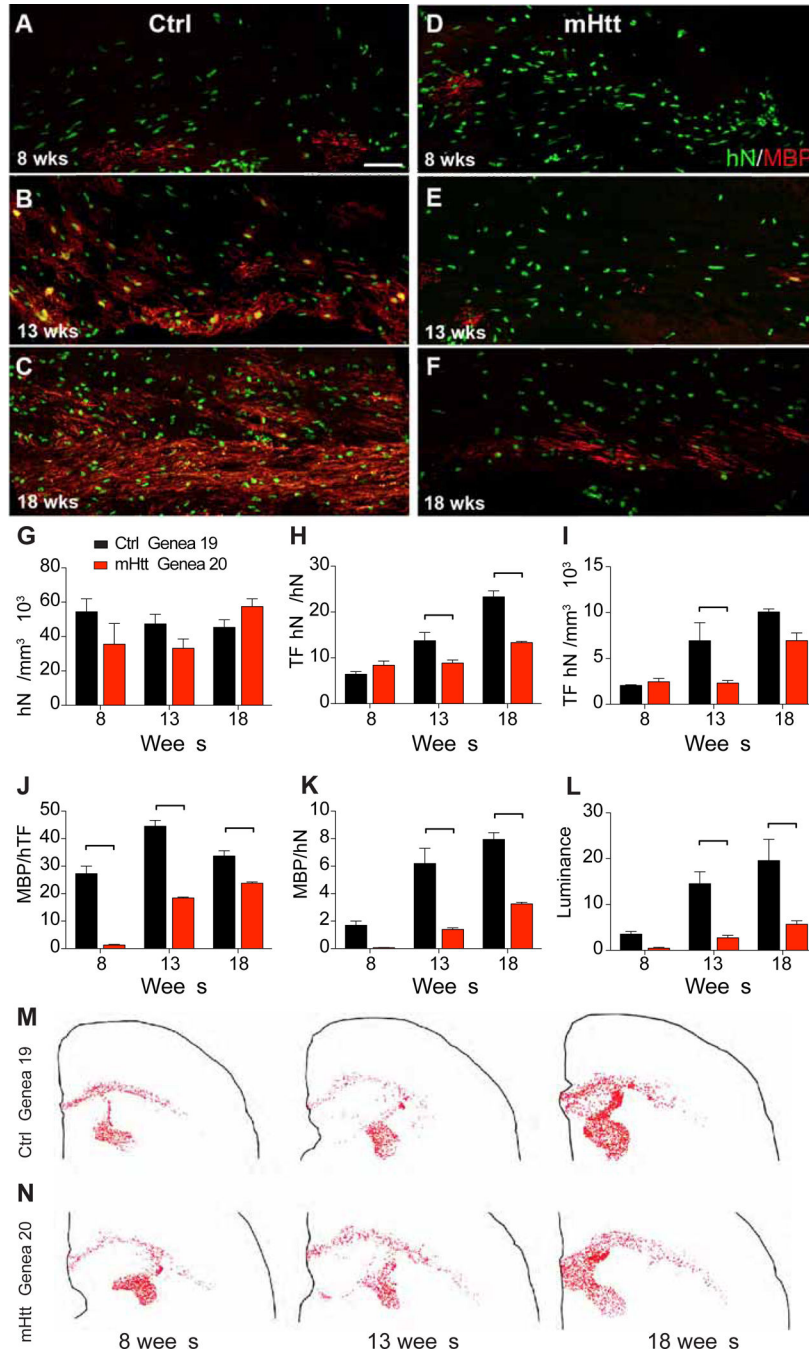 A Ctrl
D mHtt
8 wks
8 wks
hN/MBP
B
E
13 wks
13 wks
C
F
18 wks
18 wks
G
Ctrl Genea 19
mHtt Genea 20
hN /mm³ 10³
80
60
40
20
0
8 13 18
Wee s
H
TF hN /hN
30
20
10
0
8 13 18
Wee s
I
TF hN /mm³ 10³
15
10
5
0
8 13 18
Wee s
J
MBP/hTF
50
40
30
20
10
0
8 13 18
Wee s
K
MBP/hN
10
8
6
4
2
0
8 13 18
Wee s
L
Luminance
30
20
10
0
8 13 18
Wee s
M
Ctrl Genea 19
N
mHtt Genea 20
8 wee s 13 wee s 18 wee s